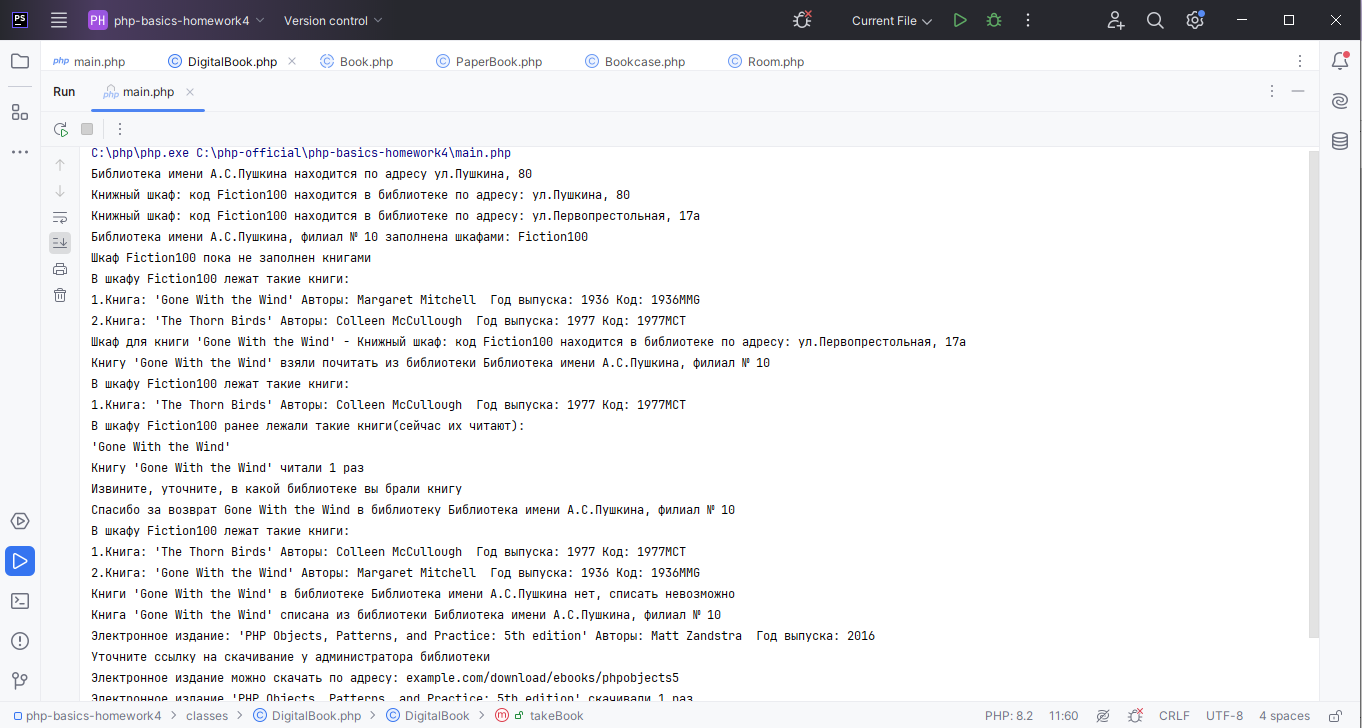 PS PH php-basics-homework4 Version control Current File
php main.php C DigitalBook.php C Book.php C PaperBook.php C Bookcase.php C Room.php
Run php main.php
C:\php\php.exe C:\php-official\php-basics-homework4\main.php
Библиотека имени А.С.Пушкина находится по адресу ул.Пушкина, 80
Книжный шкаф: код Fiction100 находится в библиотеке по адресу: ул.Пушкина, 80
Книжный шкаф: код Fiction100 находится в библиотеке по адресу: ул.Первопрестольная, 17а
Библиотека имени А.С.Пушкина, филиал № 10 заполнена шкафами: Fiction100
Шкаф Fiction100 пока не заполнен книгами
В шкафу Fiction100 лежат такие книги:
1.Книга: 'Gone With the Wind' Авторы: Margaret Mitchell  Год выпуска: 1936 Код: 1936MMG
2.Книга: 'The Thorn Birds' Авторы: Colleen McCullough  Год выпуска: 1977 Код: 1977MCT
Шкаф для книги 'Gone With the Wind' - Книжный шкаф: код Fiction100 находится в библиотеке по адресу: ул.Первопрестольная, 17а
Книгу 'Gone With the Wind' взяли почитать из библиотеки Библиотека имени А.С.Пушкина, филиал № 10
В шкафу Fiction100 лежат такие книги:
1.Книга: 'The Thorn Birds' Авторы: Colleen McCullough  Год выпуска: 1977 Код: 1977MCT
В шкафу Fiction100 ранее лежали такие книги(сейчас их читают):
'Gone With the Wind'
Книгу 'Gone With the Wind' читали 1 раз
Извините, уточните, в какой библиотеке вы брали книгу
Спасибо за возврат Gone With the Wind в библиотеку Библиотека имени А.С.Пушкина, филиал № 10
В шкафу Fiction100 лежат такие книги:
1.Книга: 'The Thorn Birds' Авторы: Colleen McCullough  Год выпуска: 1977 Код: 1977MCT
2.Книга: 'Gone With the Wind' Авторы: Margaret Mitchell  Год выпуска: 1936 Код: 1936MMG
Книги 'Gone With the Wind' в библиотеке Библиотека имени А.С.Пушкина нет, списать невозможно
Книга 'Gone With the Wind' списана из библиотеки Библиотека имени А.С.Пушкина, филиал № 10
Электронное издание: 'PHP Objects, Patterns, and Practice: 5th edition' Авторы: Matt Zandstra  Год выпуска: 2016
Уточните ссылку на скачивание у администратора библиотеки
Электронное издание можно скачать по адресу: example.com/download/ebooks/phpobjects5
Электронное издание 'PHP Objects, Patterns, and Practice: 5th edition' скачивали 1 раз
php-basics-homework4 > classes > C DigitalBook.php > C DigitalBook > m takeBook PHP: 8.2 11:60 CRLF UTF-8 4 spaces